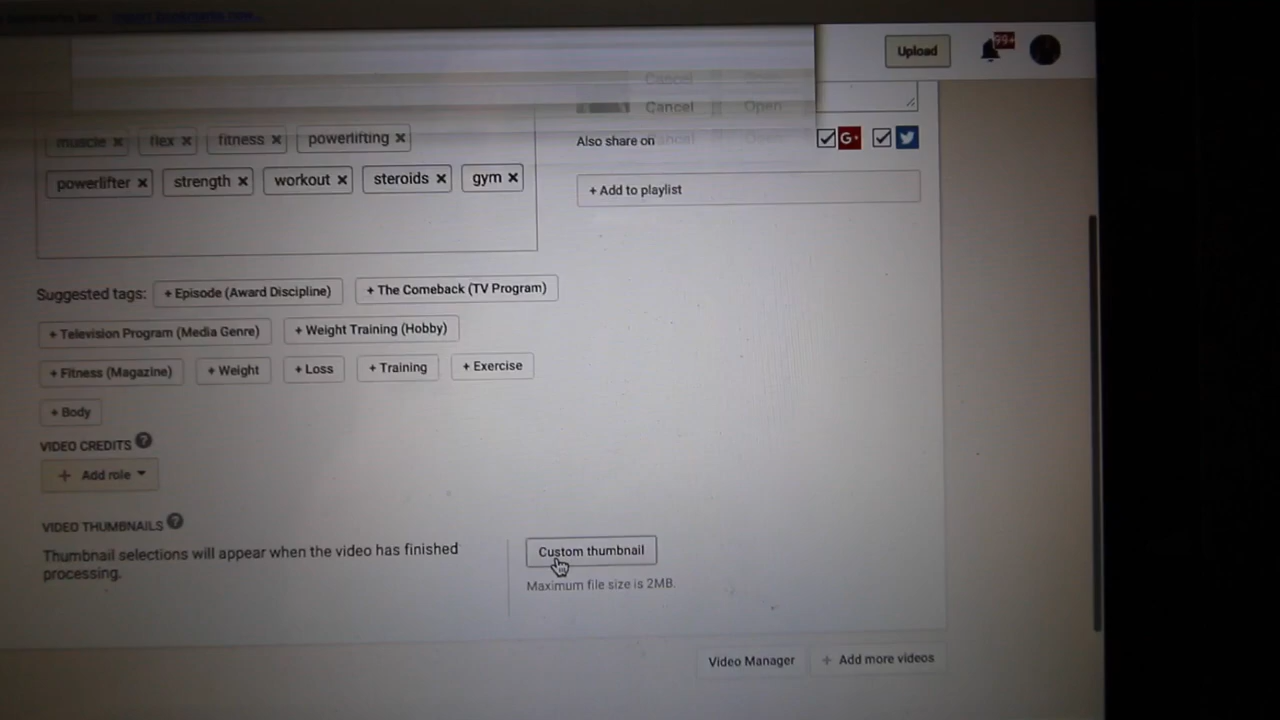 Upload
99+
Cancel Open
muscle × flex × fitness × powerlifting ×
Also share on
G+
powerlifter × strength × workout × steroids × gym ×
+ Add to playlist
Suggested tags: + Episode (Award Discipline) + The Comeback (TV Program)
+ Television Program (Media Genre) + Weight Training (Hobby)
+ Fitness (Magazine) + Weight + Loss + Training + Exercise
+ Body
VIDEO CREDITS ?
+ Add role
VIDEO THUMBNAILS ?
Thumbnail selections will appear when the video has finished
processing.
Custom thumbnail
Maximum file size is 2MB.
Video Manager + Add more videos